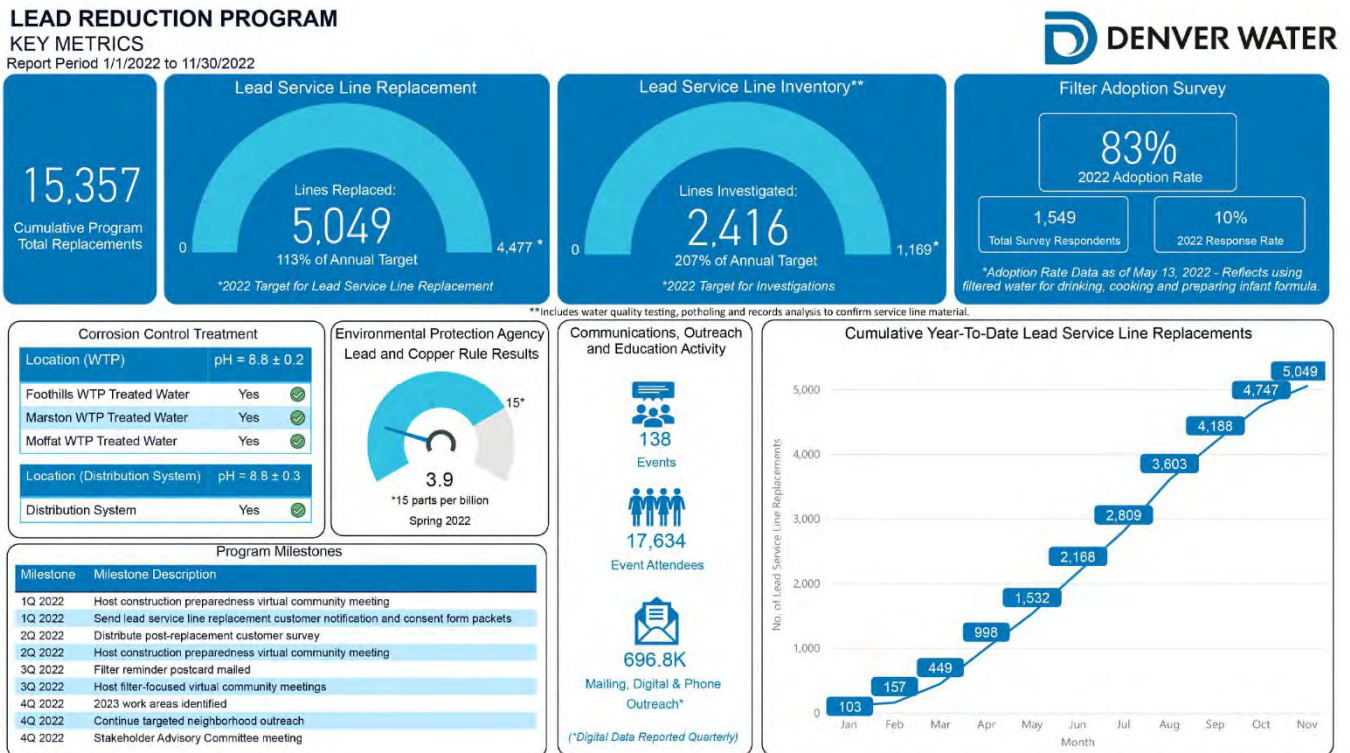 LEAD REDUCTION PROGRAM
KEY METRICS
Report Period 1/1/2022 to 11/30/2022
DENVER WATER
15,357
Cumulative Program
Total Replacements
Lead Service Line Replacement
Lines Replaced:
5,049
0
4,477 *
113% of Annual Target
*2022 Target for Lead Service Line Replacement
Lead Service Line Inventory**
Lines Investigated:
2,416
0
1,169*
207% of Annual Target
*2022 Target for Investigations
Filter Adoption Survey
83%
2022 Adoption Rate
1,549
Total Survey Respondents
10%
2022 Response Rate
*Adoption Rate Data as of May 13, 2022 - Reflects using
filtered water for drinking, cooking and preparing infant formula.
**Includes water quality testing, potholing and records analysis to confirm service line material.
Corrosion Control Treatment
Location (WTP) pH = 8.8 ± 0.2
Foothills WTP Treated Water Yes
Marston WTP Treated Water Yes
Moffat WTP Treated Water Yes
Location (Distribution System) pH = 8.8 ± 0.3
Distribution System Yes
Environmental Protection Agency
Lead and Copper Rule Results
15*
3.9
*15 parts per billion
Spring 2022
Program Milestones
Milestone Milestone Description
1Q 2022 Host construction preparedness virtual community meeting
1Q 2022 Send lead service line replacement customer notification and consent form packets
2Q 2022 Distribute post-replacement customer survey
2Q 2022 Host construction preparedness virtual community meeting
3Q 2022 Filter reminder postcard mailed
3Q 2022 Host filter-focused virtual community meetings
4Q 2022 2023 work areas identified
4Q 2022 Continue targeted neighborhood outreach
4Q 2022 Stakeholder Advisory Committee meeting
Communications, Outreach
and Education Activity
138
Events
17,634
Event Attendees
696.8K
Mailing, Digital & Phone
Outreach*
(*Digital Data Reported Quarterly)
Cumulative Year-To-Date Lead Service Line Replacements
No. of Lead Service Line Replacements
5,000
4,000
3,000
2,000
1,000
0
103
157
449
998
1,532
2,168
2,809
3,603
4,188
4,747
5,049
Jan Feb Mar Apr May Jun Jul Aug Sep Oct Nov
Month